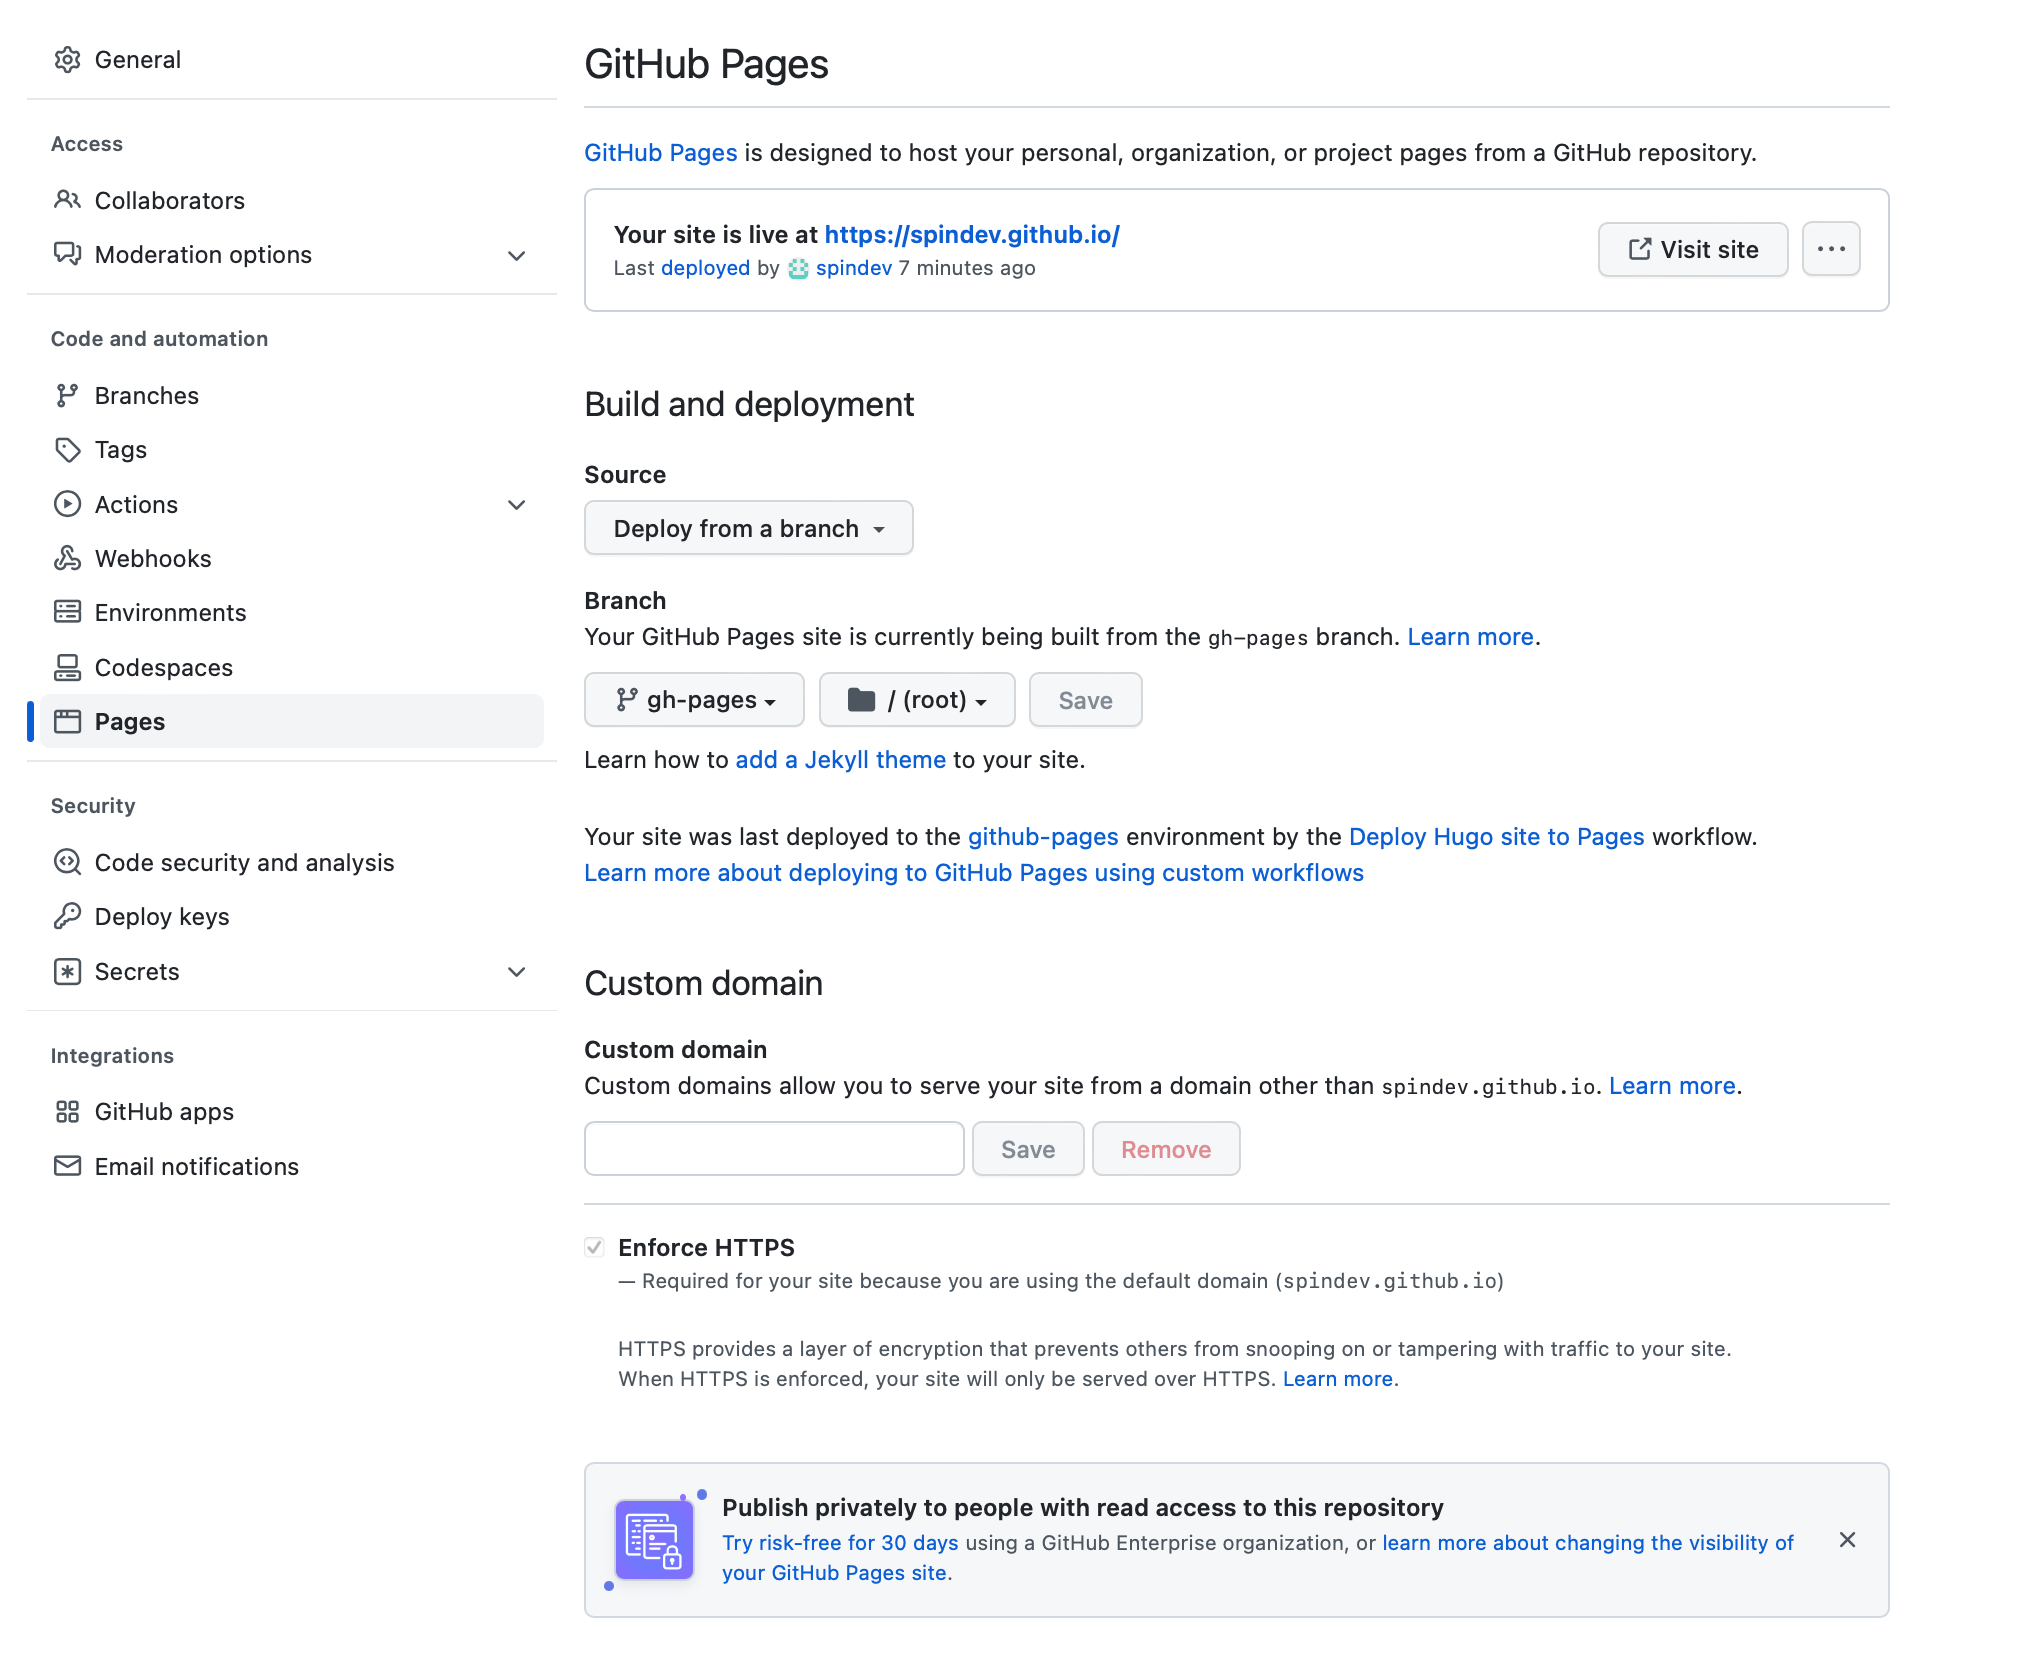 General
Access
Collaborators
Moderation options
Code and automation
Branches
Tags
Actions
Webhooks
Environments
Codespaces
Pages
Security
Code security and analysis
Deploy keys
Secrets
Integrations
GitHub apps
Email notifications
GitHub Pages
GitHub Pages is designed to host your personal, organization, or project pages from a GitHub repository.
Your site is live at https://spindev.github.io/
Last deployed by spindev 7 minutes ago
Visit site
Build and deployment
Source
Deploy from a branch
Branch
Your GitHub Pages site is currently being built from the gh-pages branch. Learn more.
gh-pages / (root) Save
Learn how to add a Jekyll theme to your site.
Your site was last deployed to the github-pages environment by the Deploy Hugo site to Pages workflow.
Learn more about deploying to GitHub Pages using custom workflows
Custom domain
Custom domain
Custom domains allow you to serve your site from a domain other than spindev.github.io. Learn more.
Save Remove
Enforce HTTPS
— Required for your site because you are using the default domain (spindev.github.io)
HTTPS provides a layer of encryption that prevents others from snooping on or tampering with traffic to your site.
When HTTPS is enforced, your site will only be served over HTTPS. Learn more.
Publish privately to people with read access to this repository
Try risk-free for 30 days using a GitHub Enterprise organization, or learn more about changing the visibility of
your GitHub Pages site.